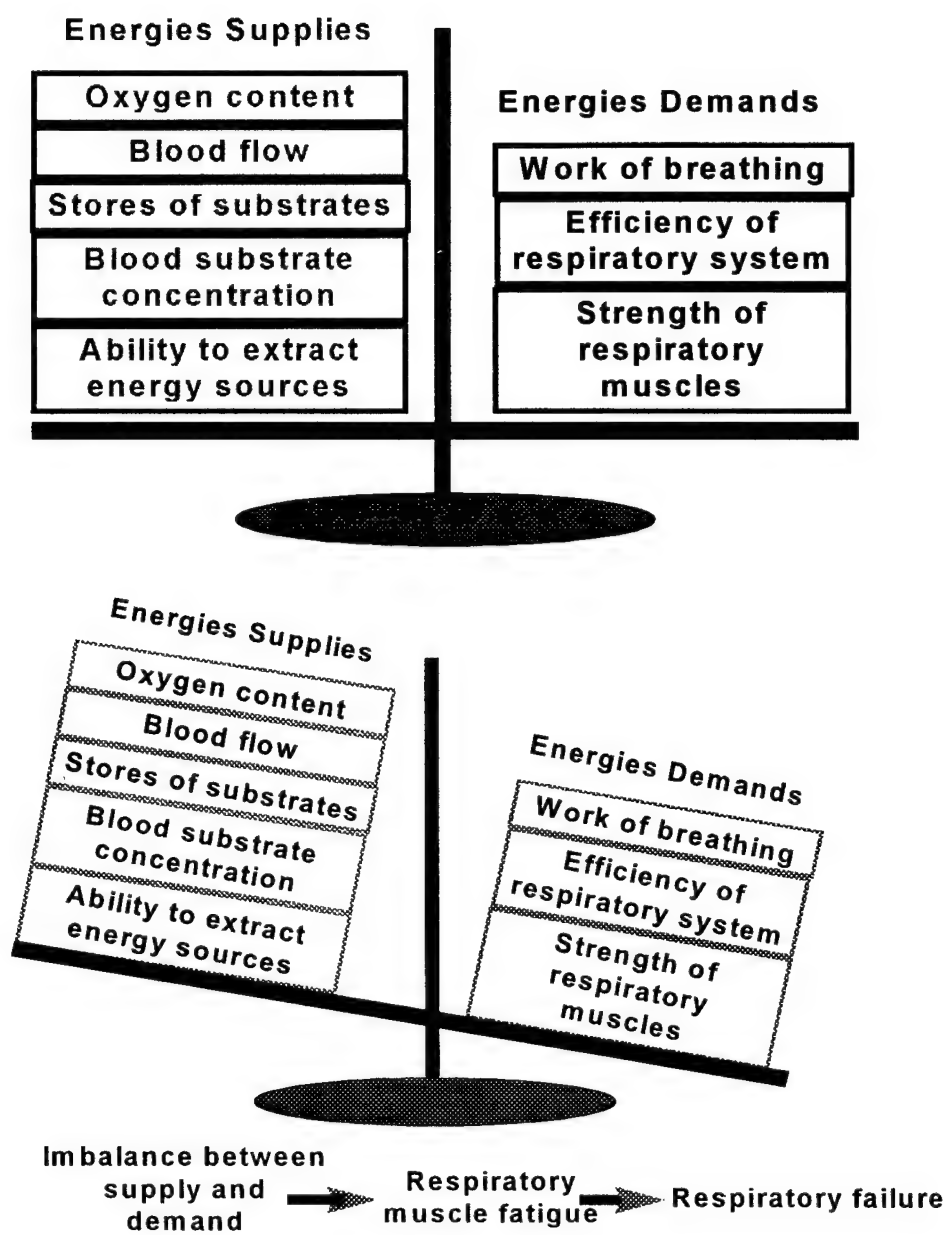 Energies Supplies
Oxygen content
Blood flow
Stores of substrates
Blood substrate
concentration
Ability to extract
energy sources
Energies Demands
Work of breathing
Efficiency of
respiratory system
Strength of
respiratory
muscles
Energies Supplies
Oxygen content
Blood flow
Stores of substrates
Blood substrate
concentration
Ability to extract
energy sources
Energies Demands
Work of breathing
Efficiency of
respiratory system
Strength of
respiratory
muscles
Imbalance between
supply and
demand
Respiratory
muscle fatigue
Respiratory failure